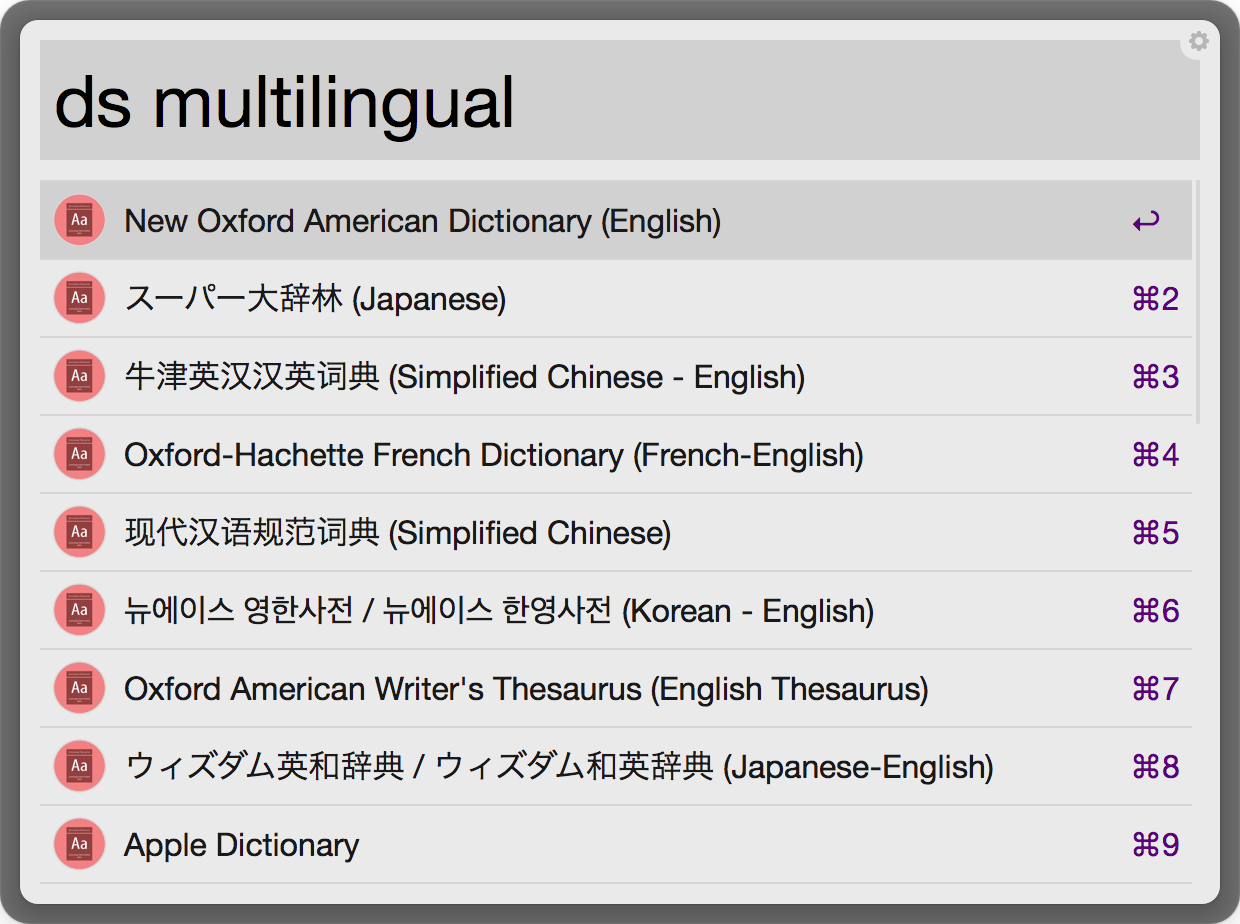 ds multilingual
Aa New Oxford American Dictionary (English) ↩
Aa スーパー大辞林 (Japanese) ⌘2
Aa 牛津英汉汉英词典 (Simplified Chinese - English) ⌘3
Aa Oxford-Hachette French Dictionary (French-English) ⌘4
Aa 现代汉语规范词典 (Simplified Chinese) ⌘5
Aa 뉴에이스 영한사전 / 뉴에이스 한영사전 (Korean - English) ⌘6
Aa Oxford American Writer's Thesaurus (English Thesaurus) ⌘7
Aa ウィズダム英和辞典 / ウィズダム和英辞典 (Japanese-English) ⌘8
Aa Apple Dictionary ⌘9